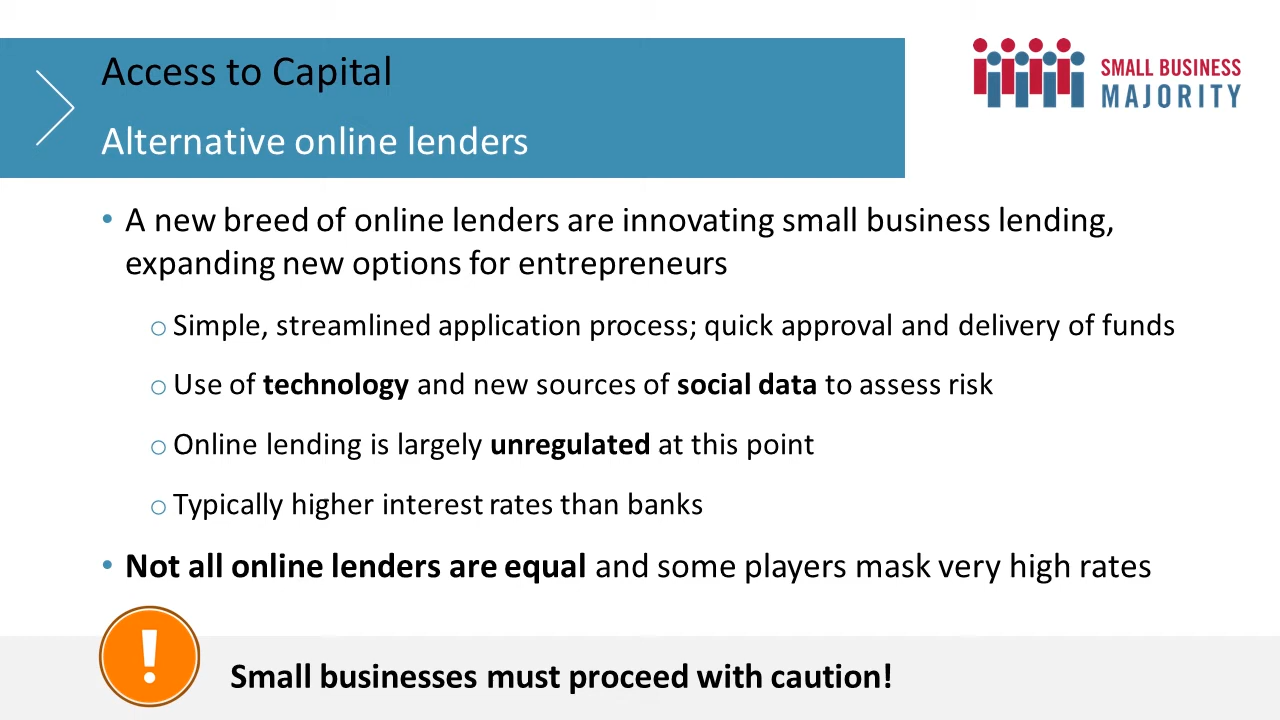 Access to Capital
Alternative online lenders
SMALL BUSINESS
MAJORITY
• A new breed of online lenders are innovating small business lending,
expanding new options for entrepreneurs
o Simple, streamlined application process; quick approval and delivery of funds
o Use of technology and new sources of social data to assess risk
o Online lending is largely unregulated at this point
o Typically higher interest rates than banks
• Not all online lenders are equal and some players mask very high rates
!
Small businesses must proceed with caution!